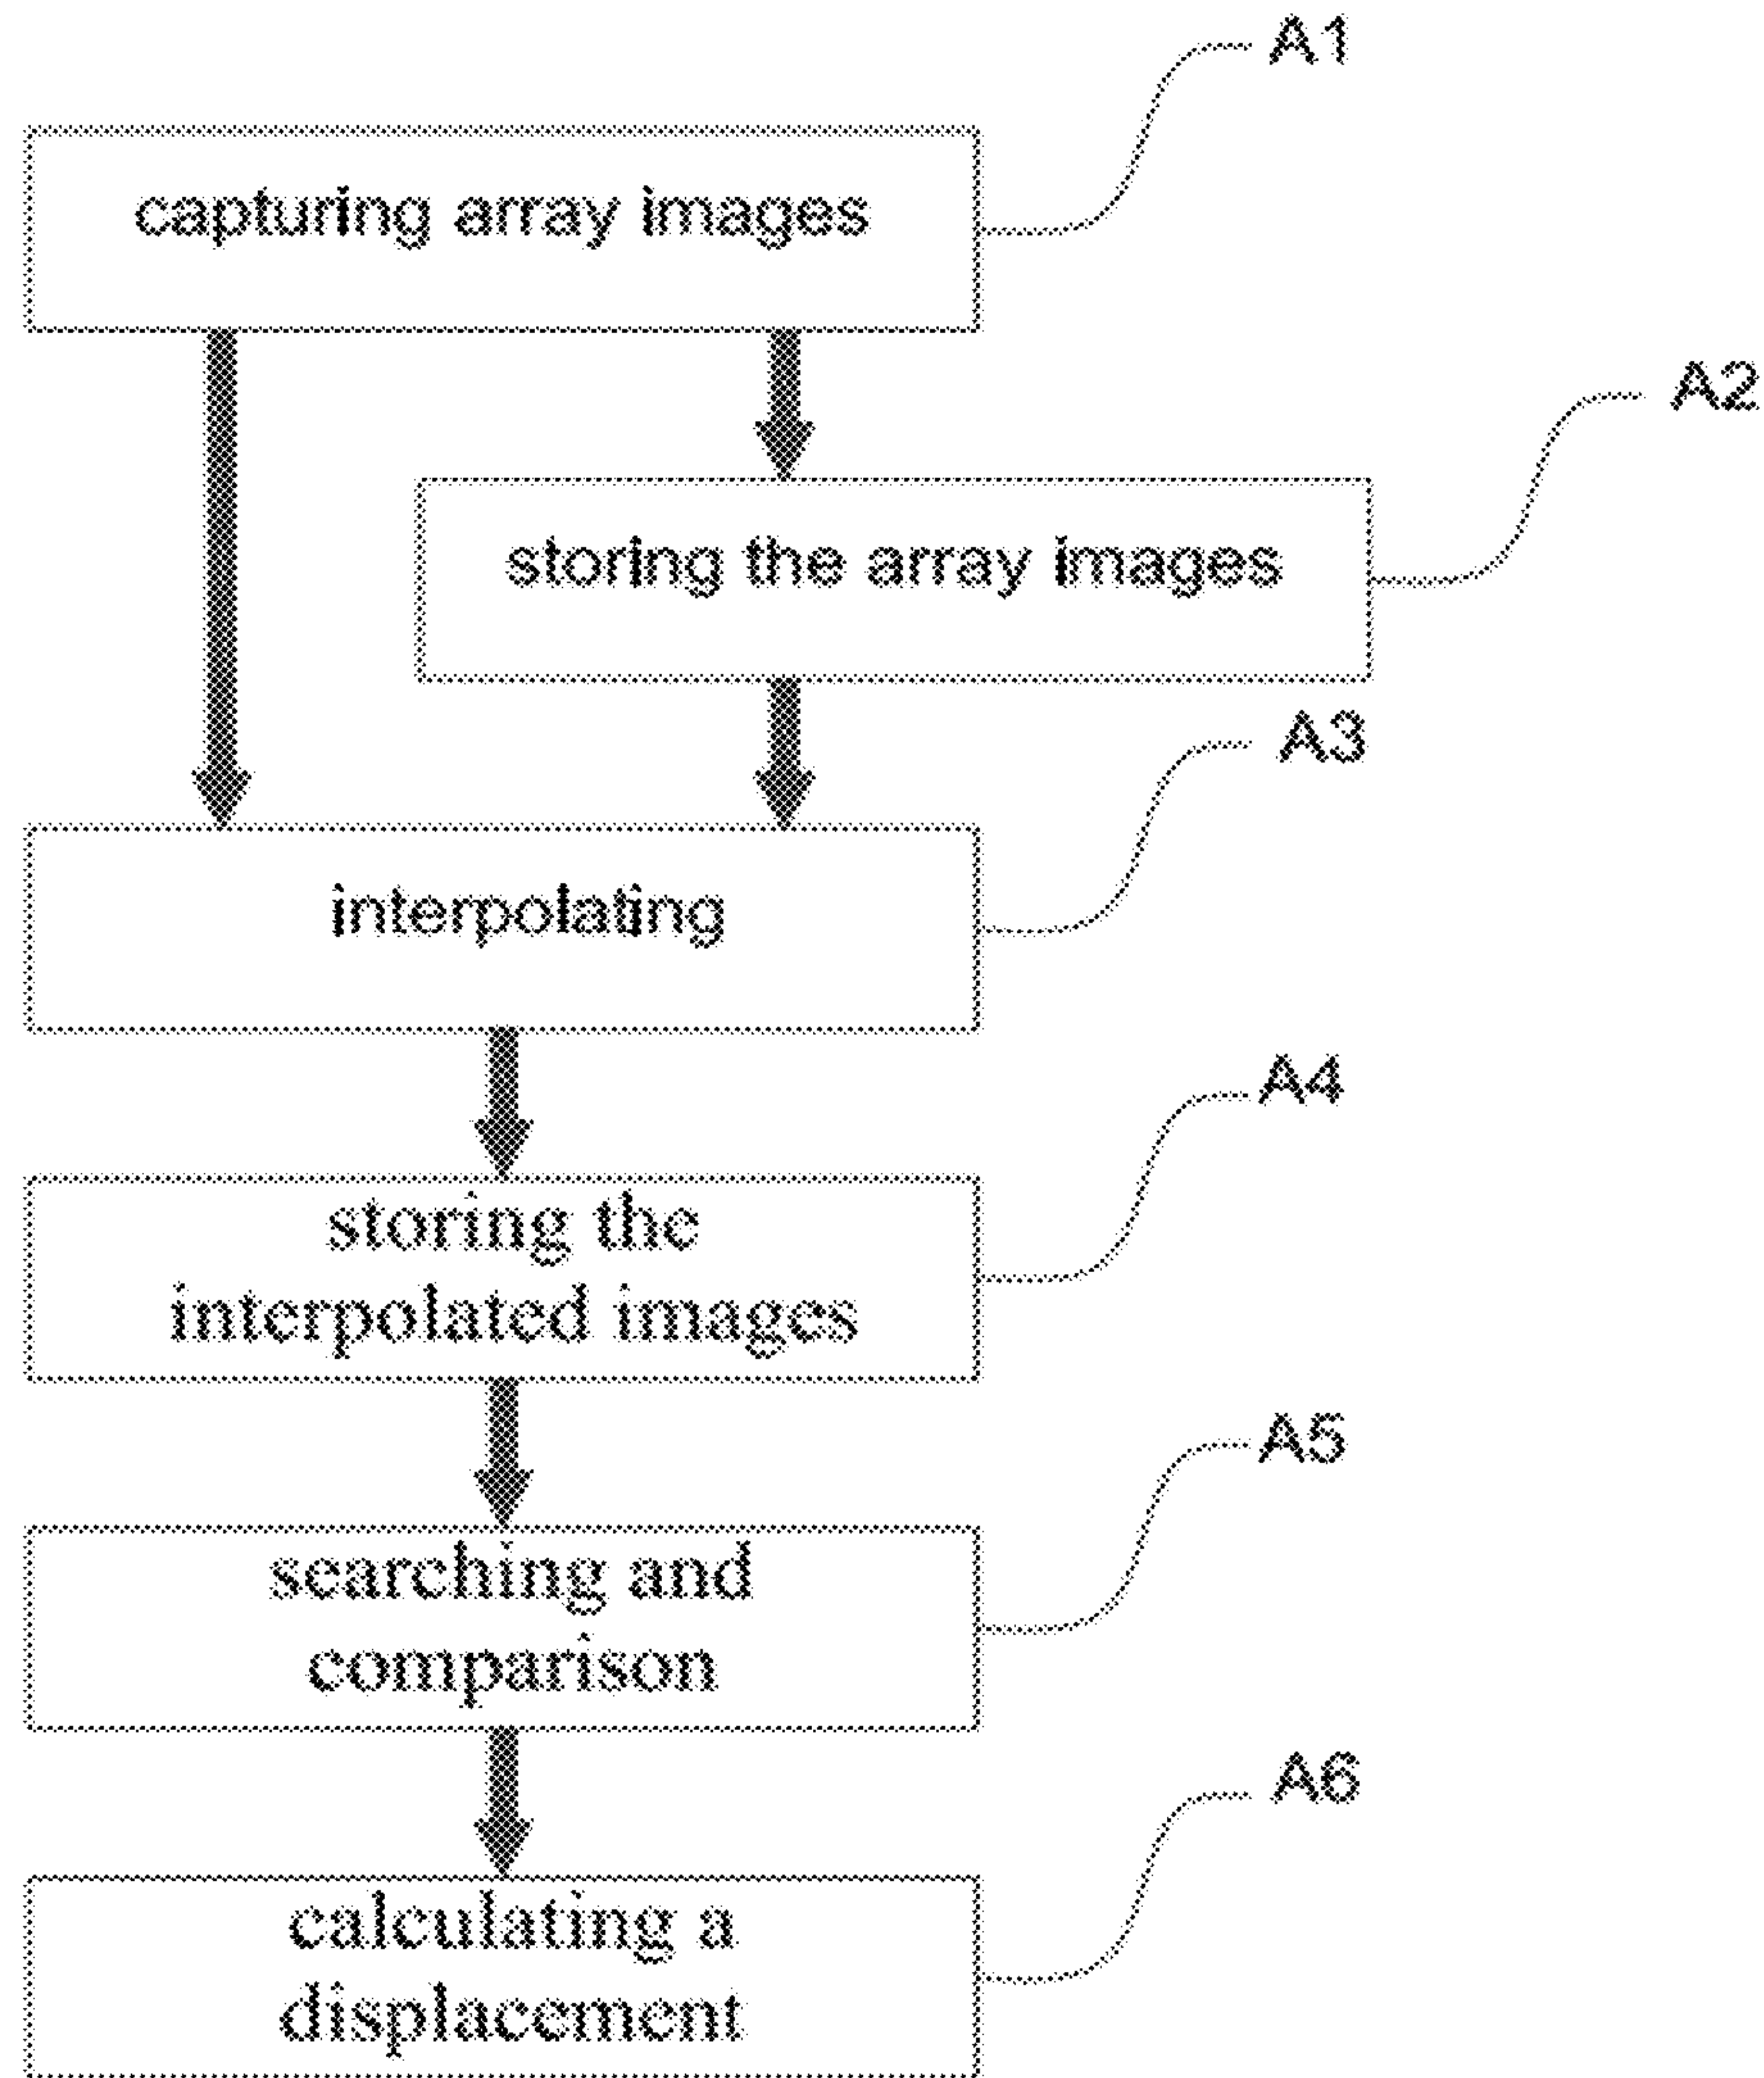 A1
capturing array images
A2
storing the array images
A3
interpolating
A4
storing the
interpolated images
A5
searching and
comparison
A6
calculating a
displacement